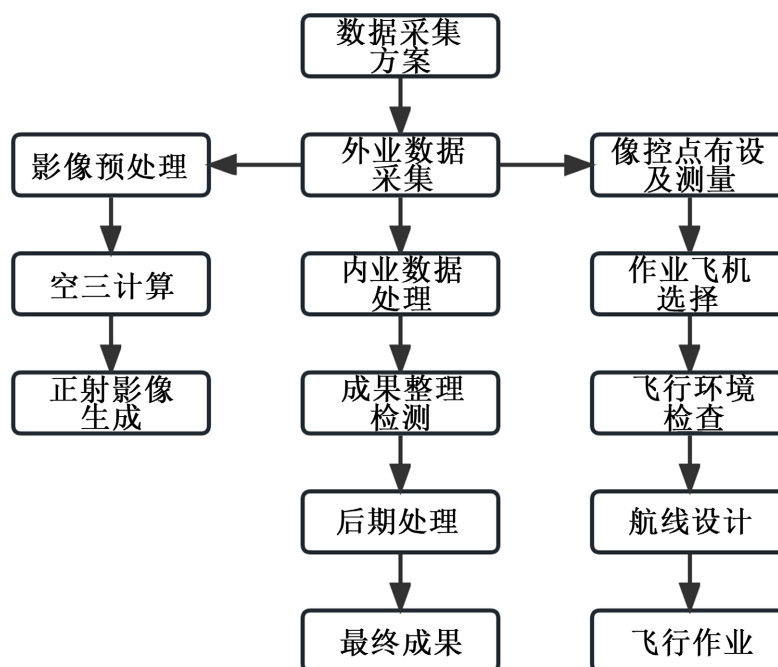 数据采集
方案
影像预处理
外业数据
采集
像控点布设
及测量
空三计算
内业数据
处理
作业飞机
选择
正射影像
生成
成果整理
检测
飞行环境
检查
后期处理
航线设计
最终成果
飞行作业